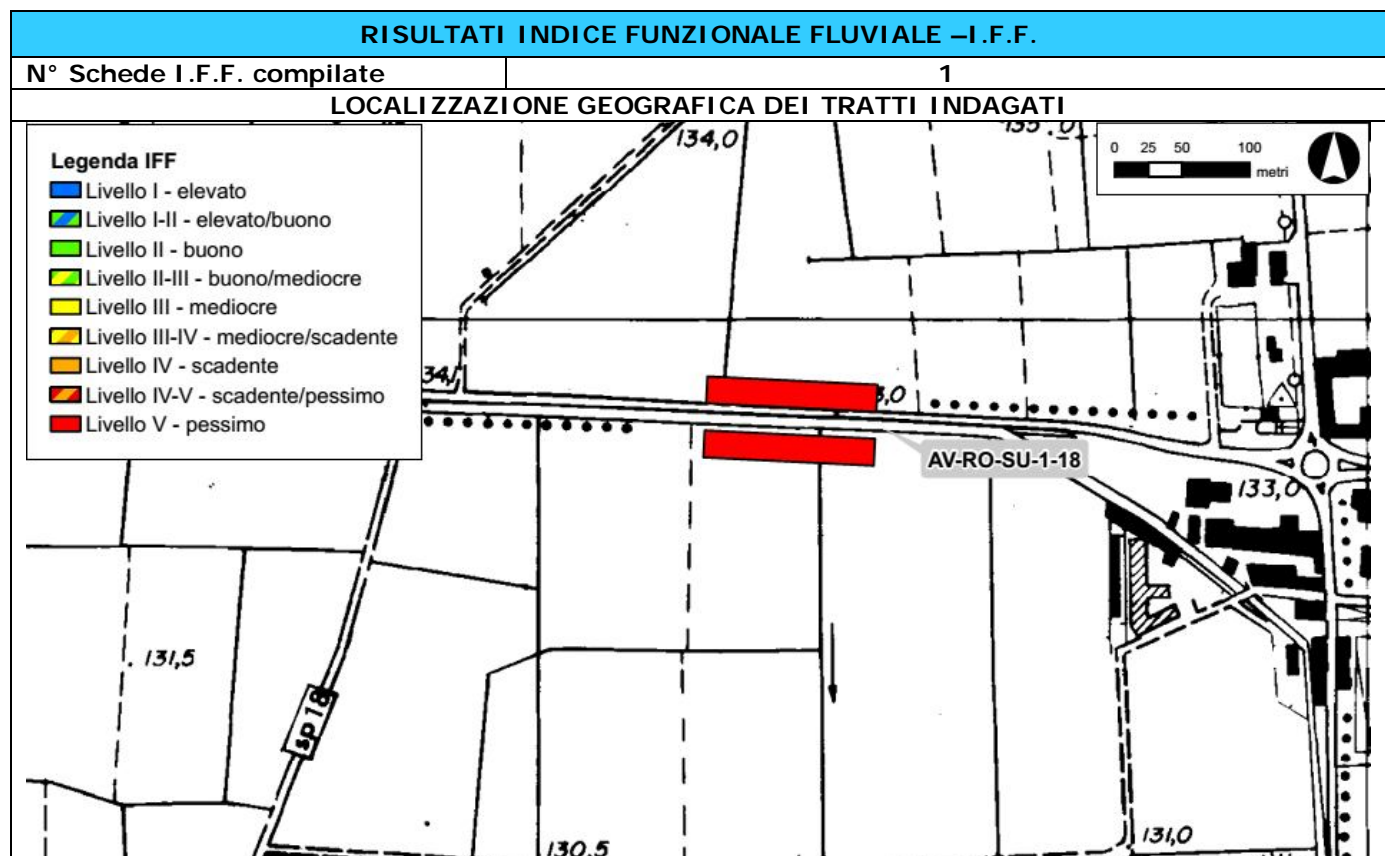 RISULTATI INDICE FUNZIONALE FLUVIALE –I.F.F.
N° Schede I.F.F. compilate 1
LOCALIZZAZIONE GEOGRAFICA DEI TRATTI INDAGATI
134,0
0 25 50 100
metri
Legenda IFF
Livello I - elevato
Livello I-II - elevato/buono
Livello II - buono
Livello II-III - buono/mediocre
Livello III - mediocre
Livello III-IV - mediocre/scadente
Livello IV - scadente
Livello IV-V - scadente/pessimo
Livello V - pessimo
AV-RO-SU-1-18
133,0
131,5
sp 18
130,5
131,0